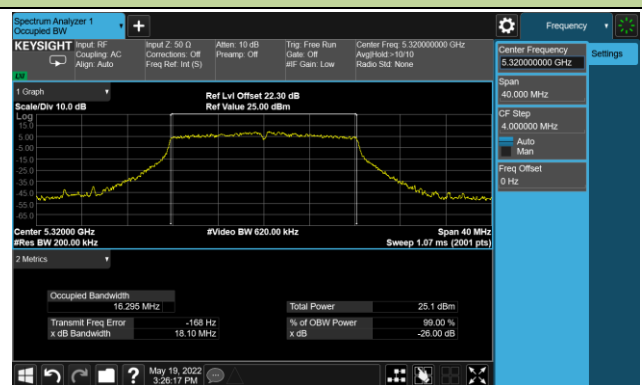 Spectrum Analyzer 1
Occupied BW
Frequency
KEYSIGHT
Input: RF
Coupling: AC
Align: Auto
Input Z: 50 Ω
Corrections: Off
Freq Ref: Int (S)
Atten: 10 dB
Preamp: Off
Trig: Free Run
Gate: Off
#IF Gain: Low
Center Freq: 5.320000000 GHz
Avg|Hold:>10/10
Radio Std: None
1 Graph
Scale/Div 10.0 dB
Ref Lvl Offset 22.30 dB
Ref Value 25.00 dBm
Log
15.0
5.00
-5.00
-15.0
-25.0
-35.0
-45.0
-55.0
-65.0
Center 5.32000 GHz
#Res BW 200.00 kHz
#Video BW 620.00 kHz
Span 40 MHz
Sweep 1.07 ms (2001 pts)
2 Metrics
Occupied Bandwidth
16.295 MHz
Total Power 25.1 dBm
Transmit Freq Error -168 Hz
% of OBW Power 99.00 %
x dB Bandwidth 18.10 MHz
x dB -26.00 dB
Center Frequency
5.320000000 GHz
Settings
Span
40.000 MHz
CF Step
4.000000 MHz
Auto
Man
Freq Offset
0 Hz
May 19, 2022
3:26:17 PM